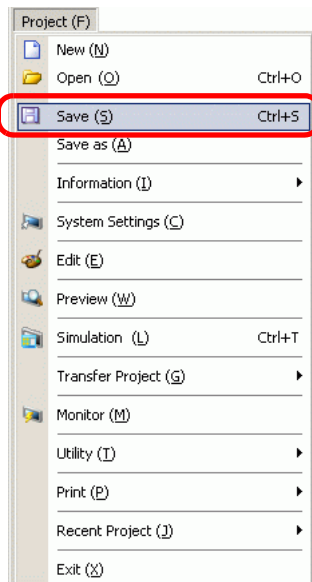 Project (F)
New (N)
Open (O) Ctrl+O
Save (S) Ctrl+S
Save as (A)
Information (I)
System Settings (C)
Edit (E)
Preview (W)
Simulation (L) Ctrl+T
Transfer Project (G)
Monitor (M)
Utility (T)
Print (P)
Recent Project (J)
Exit (X)